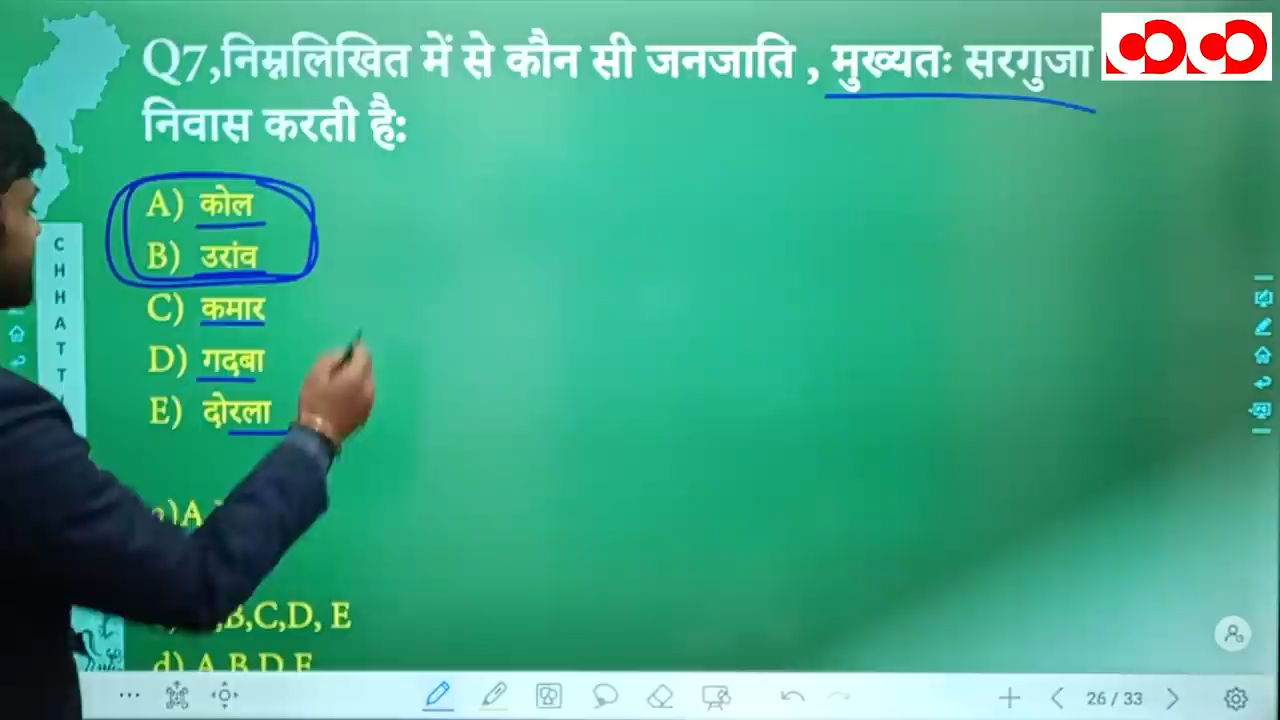 Q7,निम्नलिखित में से कौन सी जनजाति , मुख्यतः सरगुजा
निवास करती है:
A) कोल
B) उरांव
C) कमार
D) गदबा
E) दोरला
C
H
H
A
T
T
B,C,D, E
d) A,B,D,E
26 / 33